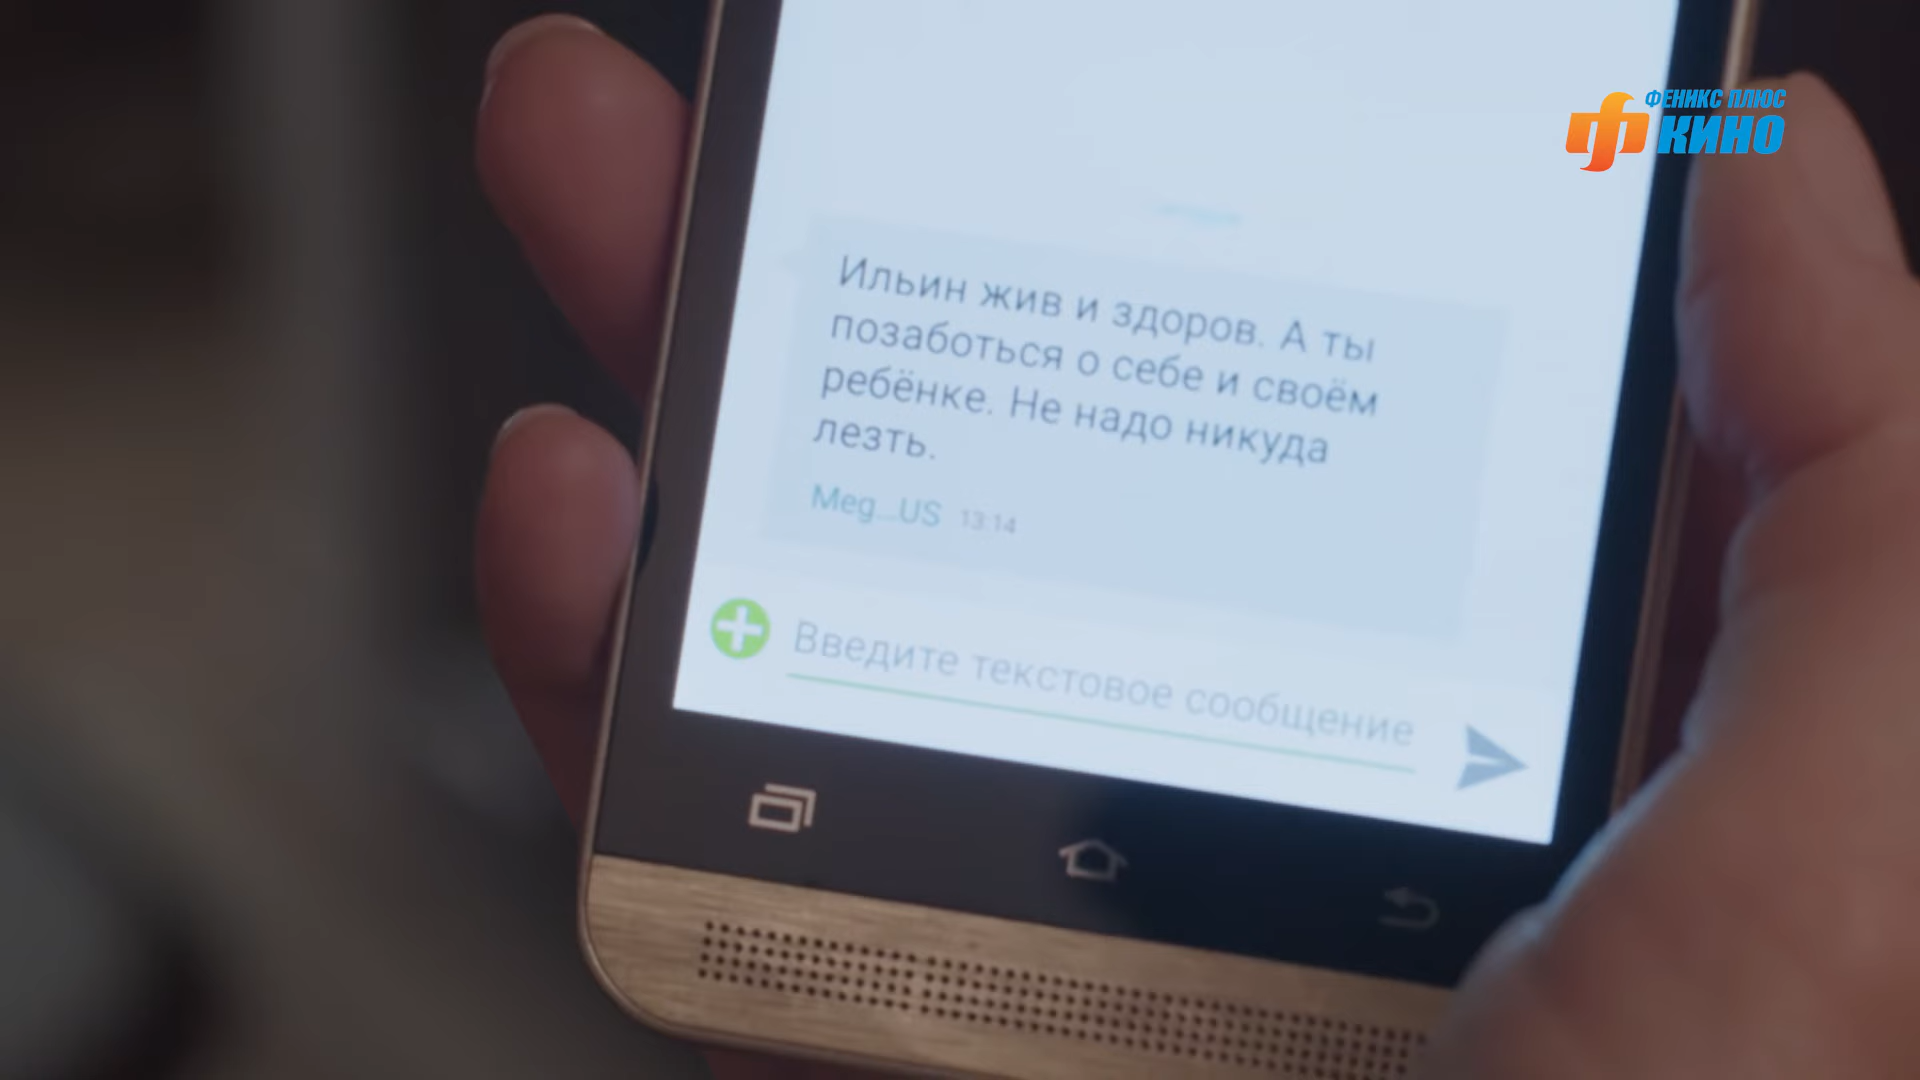 ФЕНИКС ПЛЮС
КИНО
Ильин жив и здоров. А ты
позаботься о себе и своём
ребёнке. Не надо никуда
лезть.
Meg_US 13:14
Введите текстовое сообщение